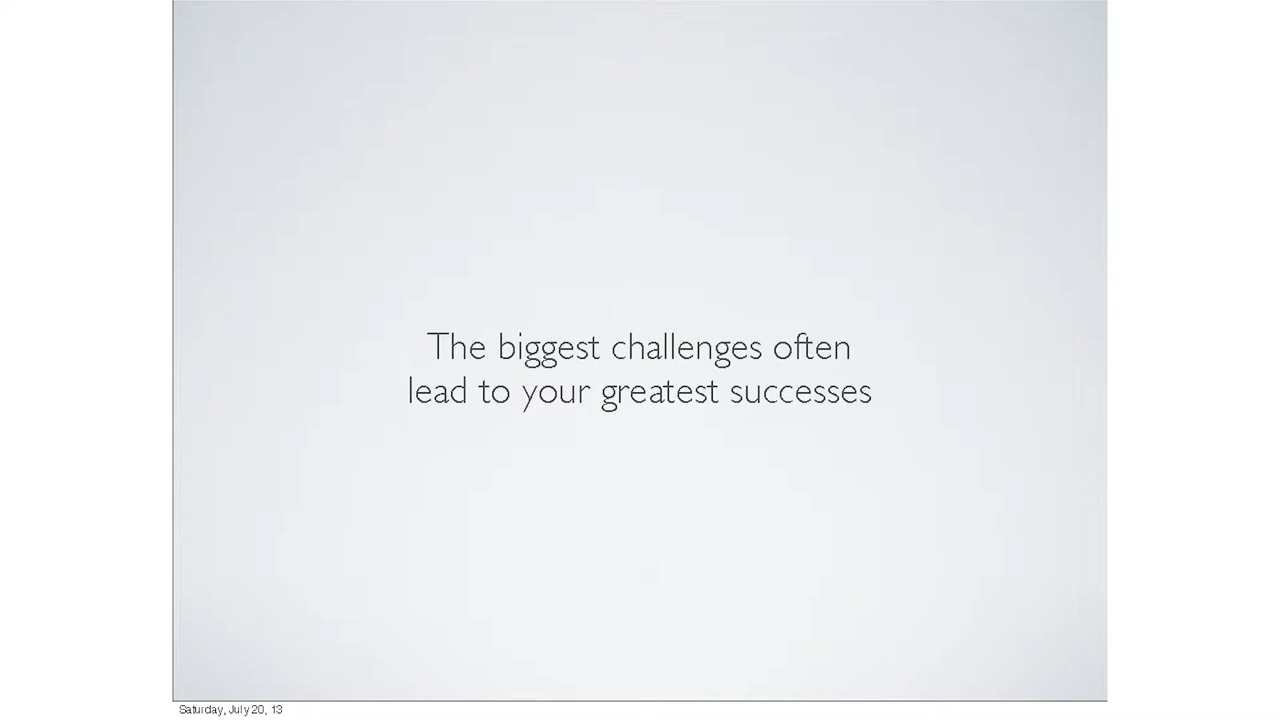 The biggest challenges often
lead to your greatest successes
Saturday, July 20, 13